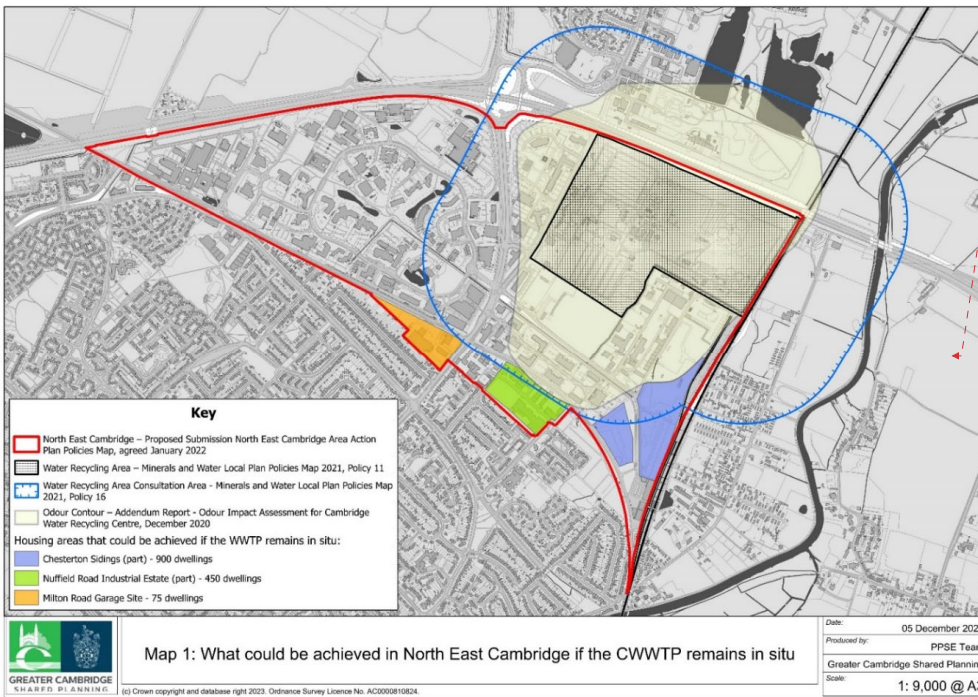 Key
North East Cambridge – Proposed Submission North East Cambridge Area Action
Plan Policies Map, agreed January 2022
Water Recycling Area – Minerals and Water Local Plan Policies Map 2021, Policy 11
Water Recycling Area Consultation Area - Minerals and Water Local Plan Policies Map
2021, Policy 16
Odour Contour – Addendum Report - Odour Impact Assessment for Cambridge
Water Recycling Centre, December 2020
Housing areas that could be achieved if the WWTP remains in situ:
Chesterton Sidings (part) - 900 dwellings
Nuffield Road Industrial Estate (part) - 450 dwellings
Milton Road Garage Site - 75 dwellings
GREATER CAMBRIDGE
SHARED PLANNING
Map 1: What could be achieved in North East Cambridge if the CWWTP remains in situ
(c) Crown copyright and database right 2023. Ordnance Survey Licence No. AC0000810824.
Date:
05 December 202
Produced by:
PPSE Team
Greater Cambridge Shared Planning
Scale:
1: 9,000 @ A